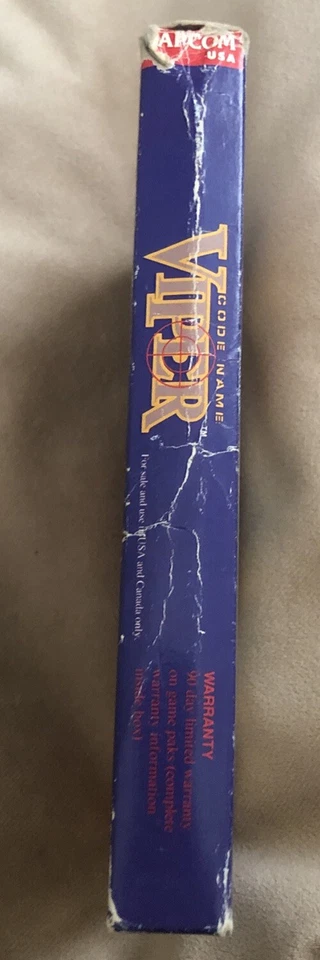 CAPCOM
USA
CODE NAME
VIPER™
For sale and use in USA and Canada only.
WARRANTY
90 day limited warranty
on game paks (complete
warranty information
inside box)